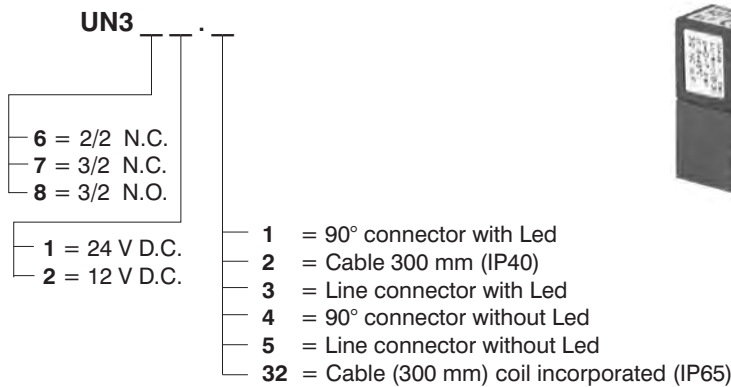 UN3 _ _ . _
6 = 2/2 N.C.
7 = 3/2 N.C.
8 = 3/2 N.O.
1 = 24 V D.C.
2 = 12 V D.C.
1 = 90° connector with Led
2 = Cable 300 mm (IP40)
3 = Line connector with Led
4 = 90° connector without Led
5 = Line connector without Led
32 = Cable (300 mm) coil incorporated (IP65)